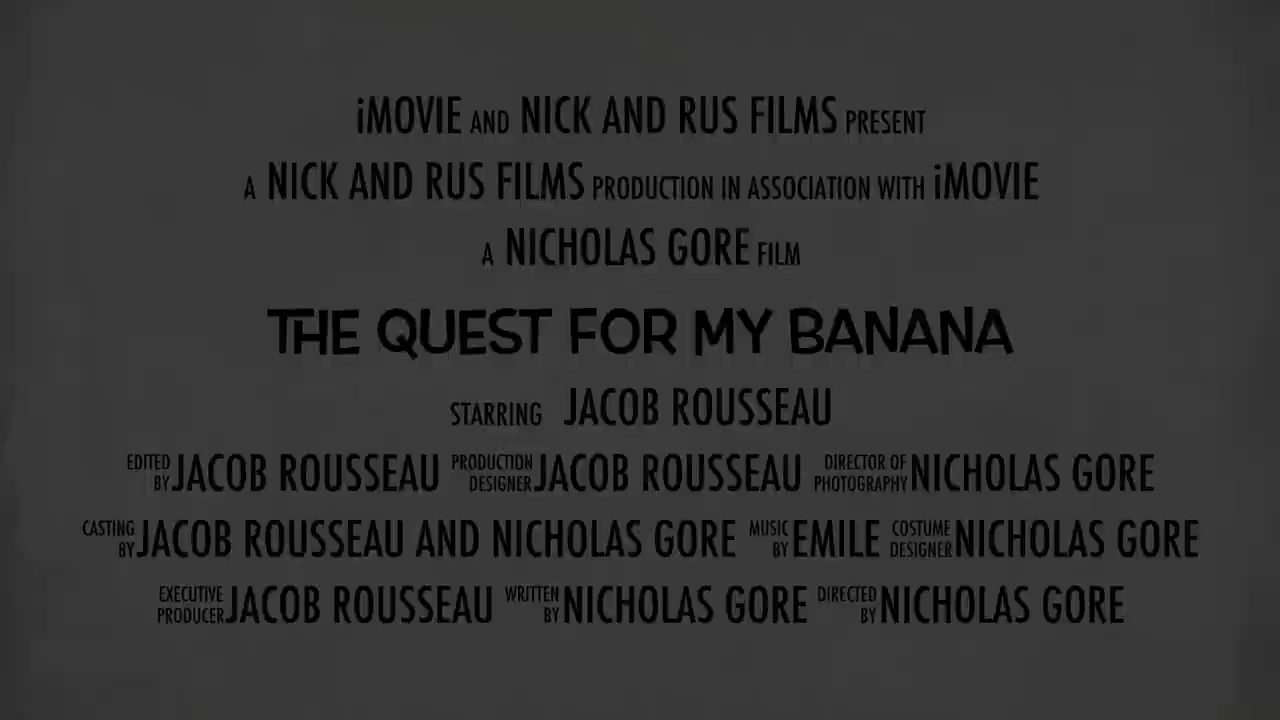 iMOVIE AND NICK AND RUS FILMS PRESENT
A NICK AND RUS FILMS PRODUCTION IN ASSOCIATION WITH iMOVIE
A NICHOLAS GORE FILM
THE QUEST FOR MY BANANA
STARRING JACOB ROUSSEAU
EDITED BY JACOB ROUSSEAU PRODUCTION DESIGNER JACOB ROUSSEAU DIRECTOR OF PHOTOGRAPHY NICHOLAS GORE
CASTING BY JACOB ROUSSEAU AND NICHOLAS GORE MUSIC BY EMILE COSTUME DESIGNER NICHOLAS GORE
EXECUTIVE PRODUCER JACOB ROUSSEAU WRITTEN BY NICHOLAS GORE DIRECTED BY NICHOLAS GORE